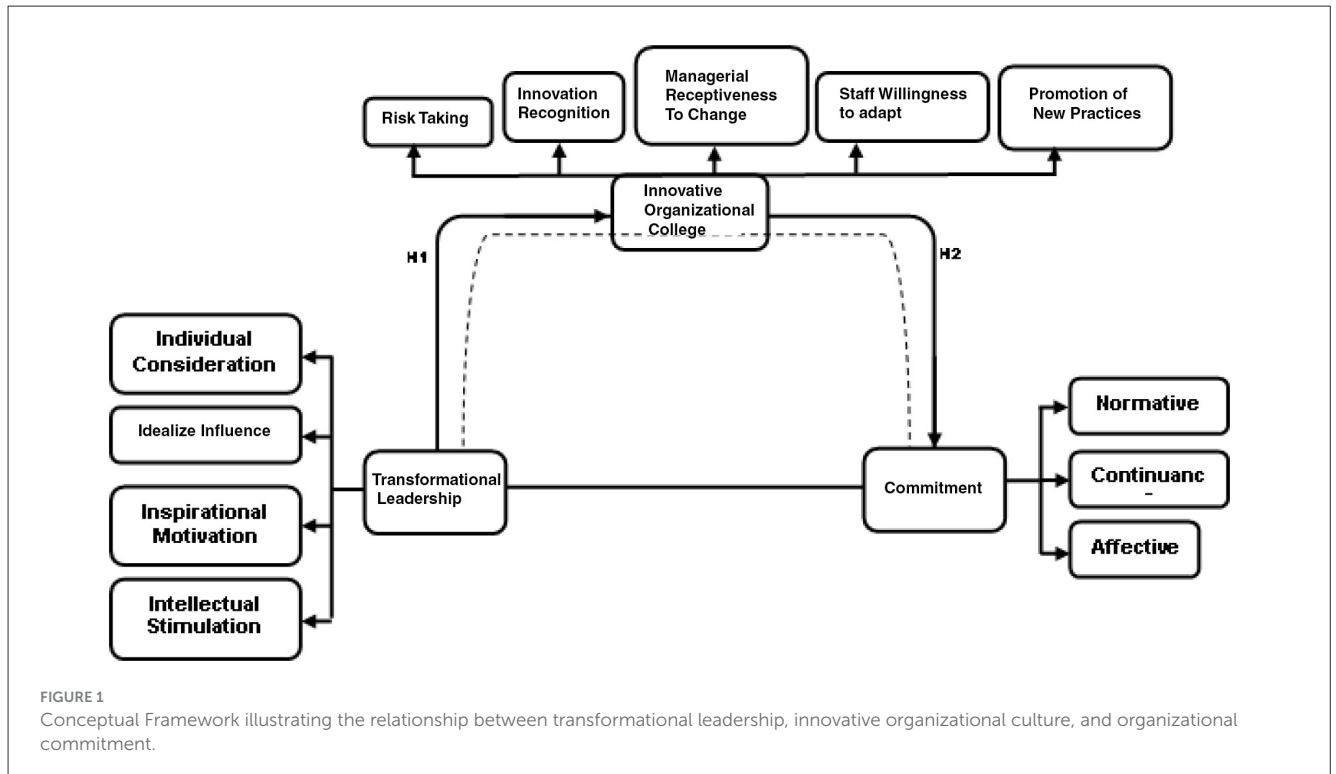 Risk Taking
Innovation
Recognition
Managerial
Receptiveness
To Change
Staff Willingness
to adapt
Promotion of
New Practices
Innovative
Organizational
College
H1
H2
Individual
Consideration
Idealize Influence
Inspirational
Motivation
Intellectual
Stimulation
Transformational
Leadership
Commitment
Normative
Continuanc
Affective
FIGURE 1
Conceptual Framework illustrating the relationship between transformational leadership, innovative organizational culture, and organizational
commitment.